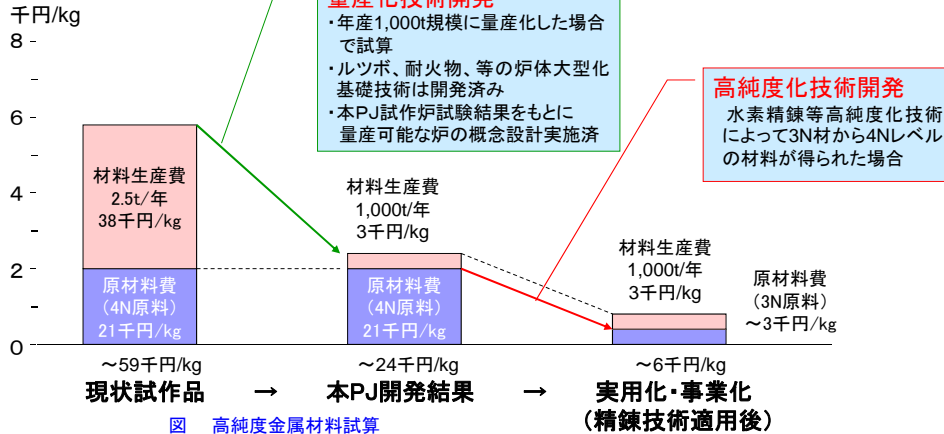 千円/kg
8
6
4
2
0
量産化技術開発
・年産1,000t規模に量産化した場合
で試算
・ルツボ、耐火物、等の炉体大型化
基礎技術は開発済み
・本PJ試作炉試験結果をもとに
量産可能な炉の概念設計実施済
高純度化技術開発
水素精錬等高純度化技術
によって3N材から4Nレベル
の材料が得られた場合
材料生産費
2.5t/年
38千円/kg
原材料費
(4N原料)
21千円/kg
材料生産費
1,000t/年
3千円/kg
原材料費
(4N原料)
21千円/kg
材料生産費
1,000t/年
3千円/kg
原材料費
(3N原料)
～3千円/kg
～59千円/kg
～24千円/kg
～6千円/kg
現状試作品 → 本PJ開発結果 → 実用化・事業化
(精錬技術適用後)
図 高純度金属材料試算